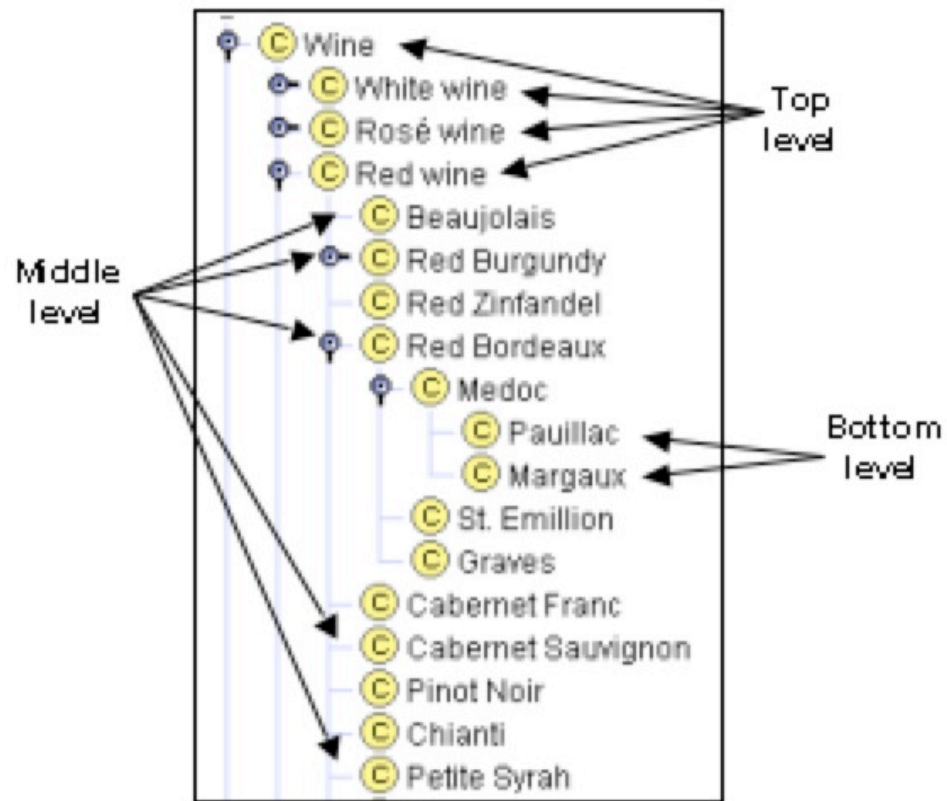 Wine
White wine
Rosé wine
Red wine
Beaujolais
Red Burgundy
Red Zinfandel
Red Bordeaux
Medoc
Pauillac
Margaux
St. Emillion
Graves
Cabernet Franc
Cabernet Sauvignon
Pinot Noir
Chianti
Petite Syrah
Top
level
Middle
level
Bottom
level